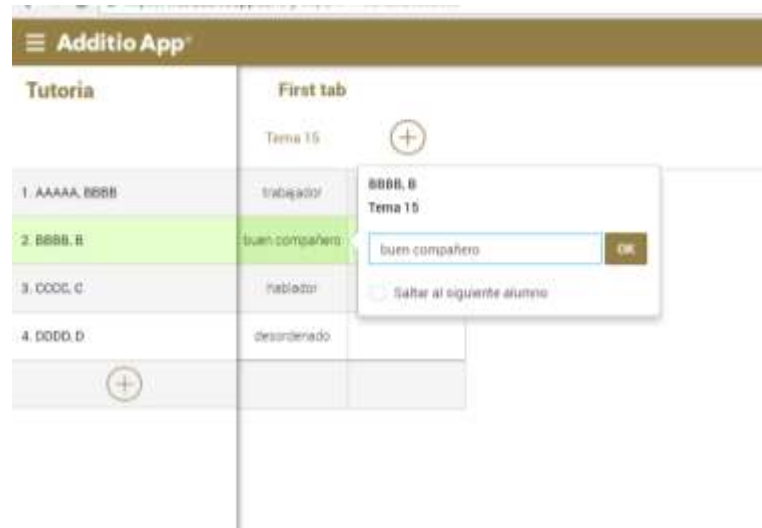 Additio App
Tutoria
First tab
Tema 15
1. AAAAA, BBBB
trabajador
2. BBBB, B
buen compañero
3. CCCC, C
hablador
4. DDDD, D
desordenado
BBBB, B
Tema 15
buen compañero
OK
Saltar al siguiente alumno